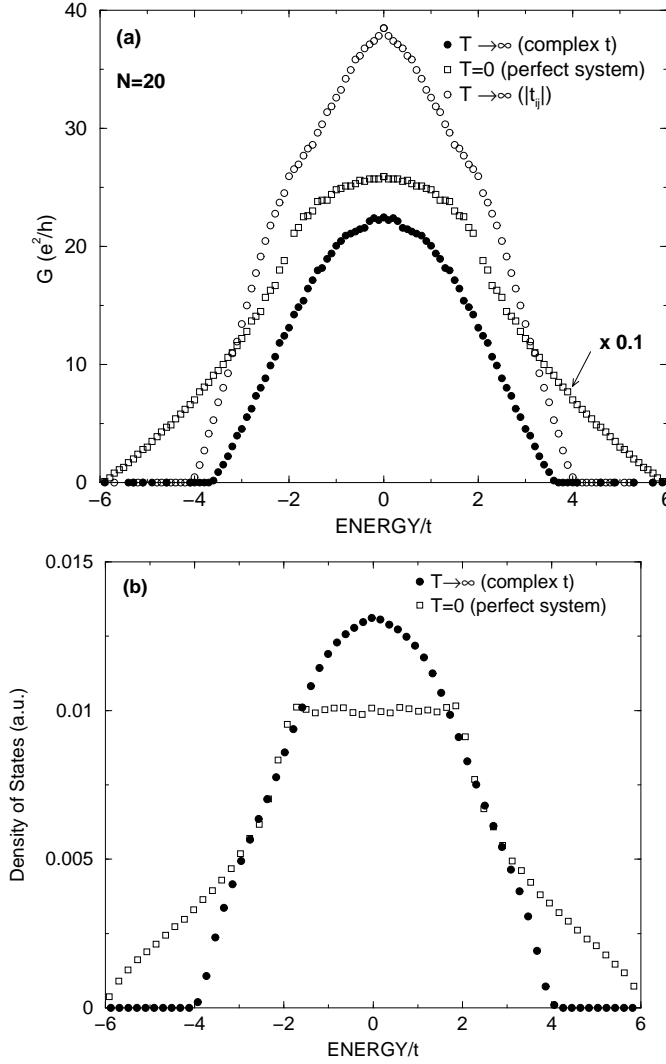 (a)
N=20
T →∞ (complex t)
T=0 (perfect system)
T →∞ (|t_ij|)
x 0.1
40
30
20
10
0
G (e²/h)
−6 −4 −2 0 2 4 6
ENERGY/t
(b)
T→∞ (complex t)
T=0 (perfect system)
0.015
0.01
0.005
0
Density of States (a.u.)
−6 −4 −2 0 2 4 6
ENERGY/t